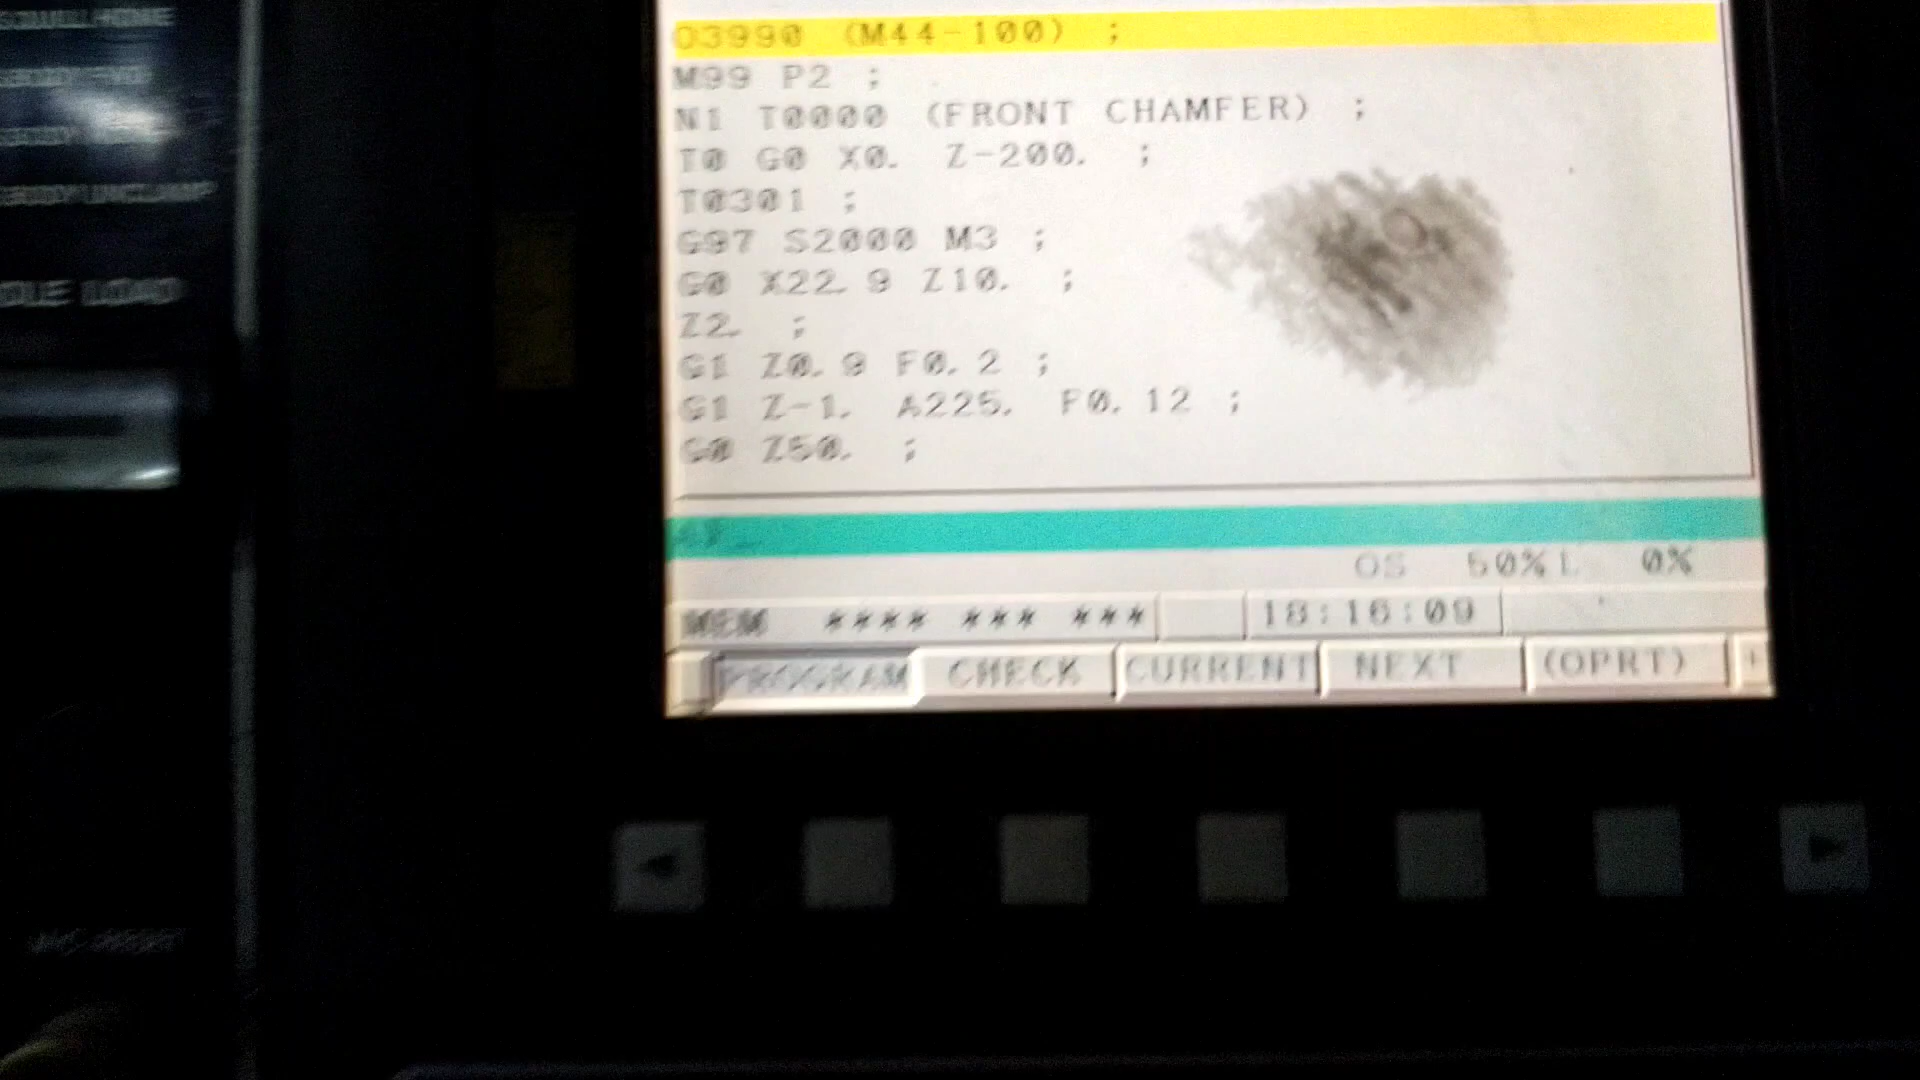 O3990 (M44-100) ;
M99 P2 ;
N1 T0000 (FRONT CHAMFER) ;
T0 G0 X0. Z-200. ;
T0301 ;
G97 S2000 M3 ;
G0 X22.9 Z10. ;
Z2. ;
G1 Z0.9 F0.2 ;
G1 Z-1. A225. F0.12 ;
G0 Z50. ;
OS 50% L 0%
MEM **** *** *** 18:16:09
PROGRAM CHECK CURRENT NEXT (OPRT) +
UNCLAMP
LOAD